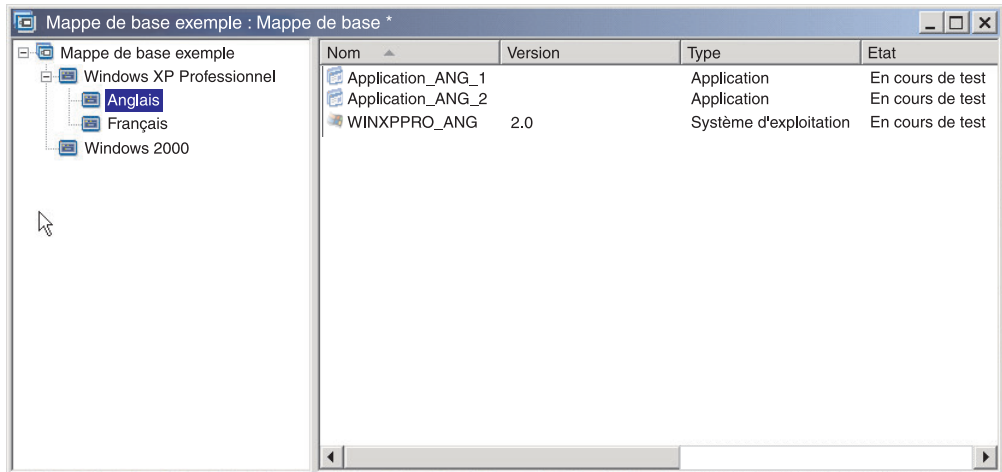 Mappe de base exemple : Mappe de base *
Mappe de base exemple
Windows XP Professionnel
Anglais
Français
Windows 2000
Nom Version Type Etat
Application_ANG_1 Application En cours de test
Application_ANG_2 Application En cours de test
WINXPPRO_ANG 2.0 Système d'exploitation En cours de test